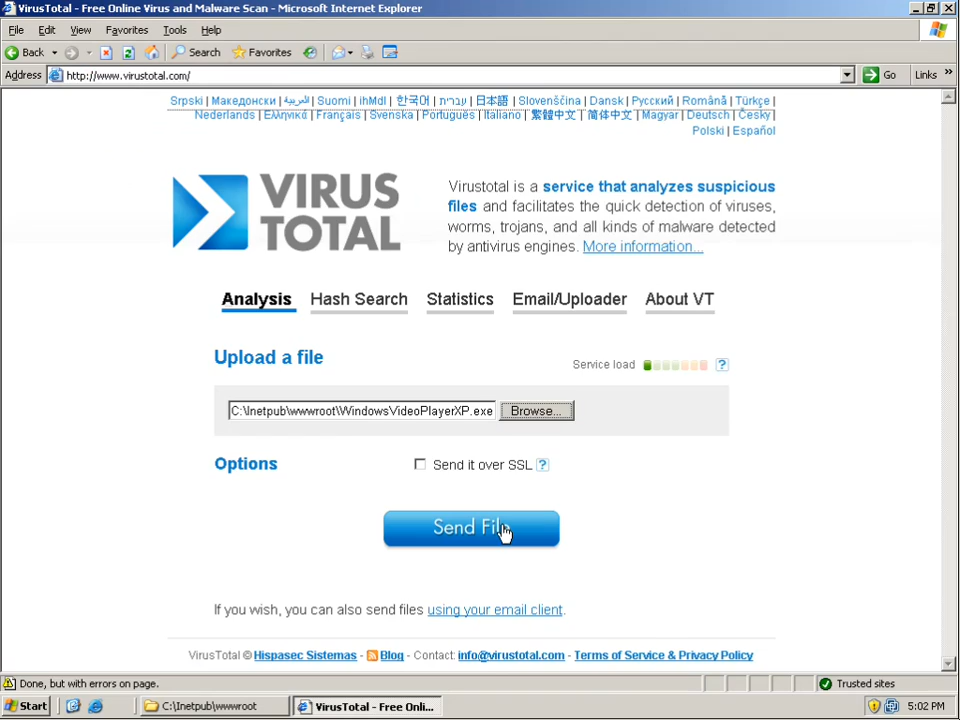 VirusTotal - Free Online Virus and Malware Scan - Microsoft Internet Explorer
File Edit View Favorites Tools Help
Back Search Favorites
Address http://www.virustotal.com/ Go Links »
Srpski | Македонски | العربية | Suomi | ihMdI | 한국어 | עברית | 日本語 | Slovenščina | Dansk | Русский | Română | Türkçe |
Nederlands | Ελληνικά | Français | Svenska | Português | Italiano | 繁體中文 | 简体中文 | Magyar | Deutsch | Česky |
Polski | Español
VIRUS
TOTAL
Virustotal is a service that analyzes suspicious
files and facilitates the quick detection of viruses,
worms, trojans, and all kinds of malware detected
by antivirus engines. More information...
Analysis Hash Search Statistics Email/Uploader About VT
Upload a file
Service load ?
C:\Inetpub\wwwroot\WindowsVideoPlayerXP.exe Browse...
Options Send it over SSL ?
Send File
If you wish, you can also send files using your email client.
VirusTotal © Hispasec Sistemas - Blog - Contact: info@virustotal.com - Terms of Service & Privacy Policy
Done, but with errors on page. Trusted sites
Start C:\Inetpub\wwwroot VirusTotal - Free Onli... 5:02 PM